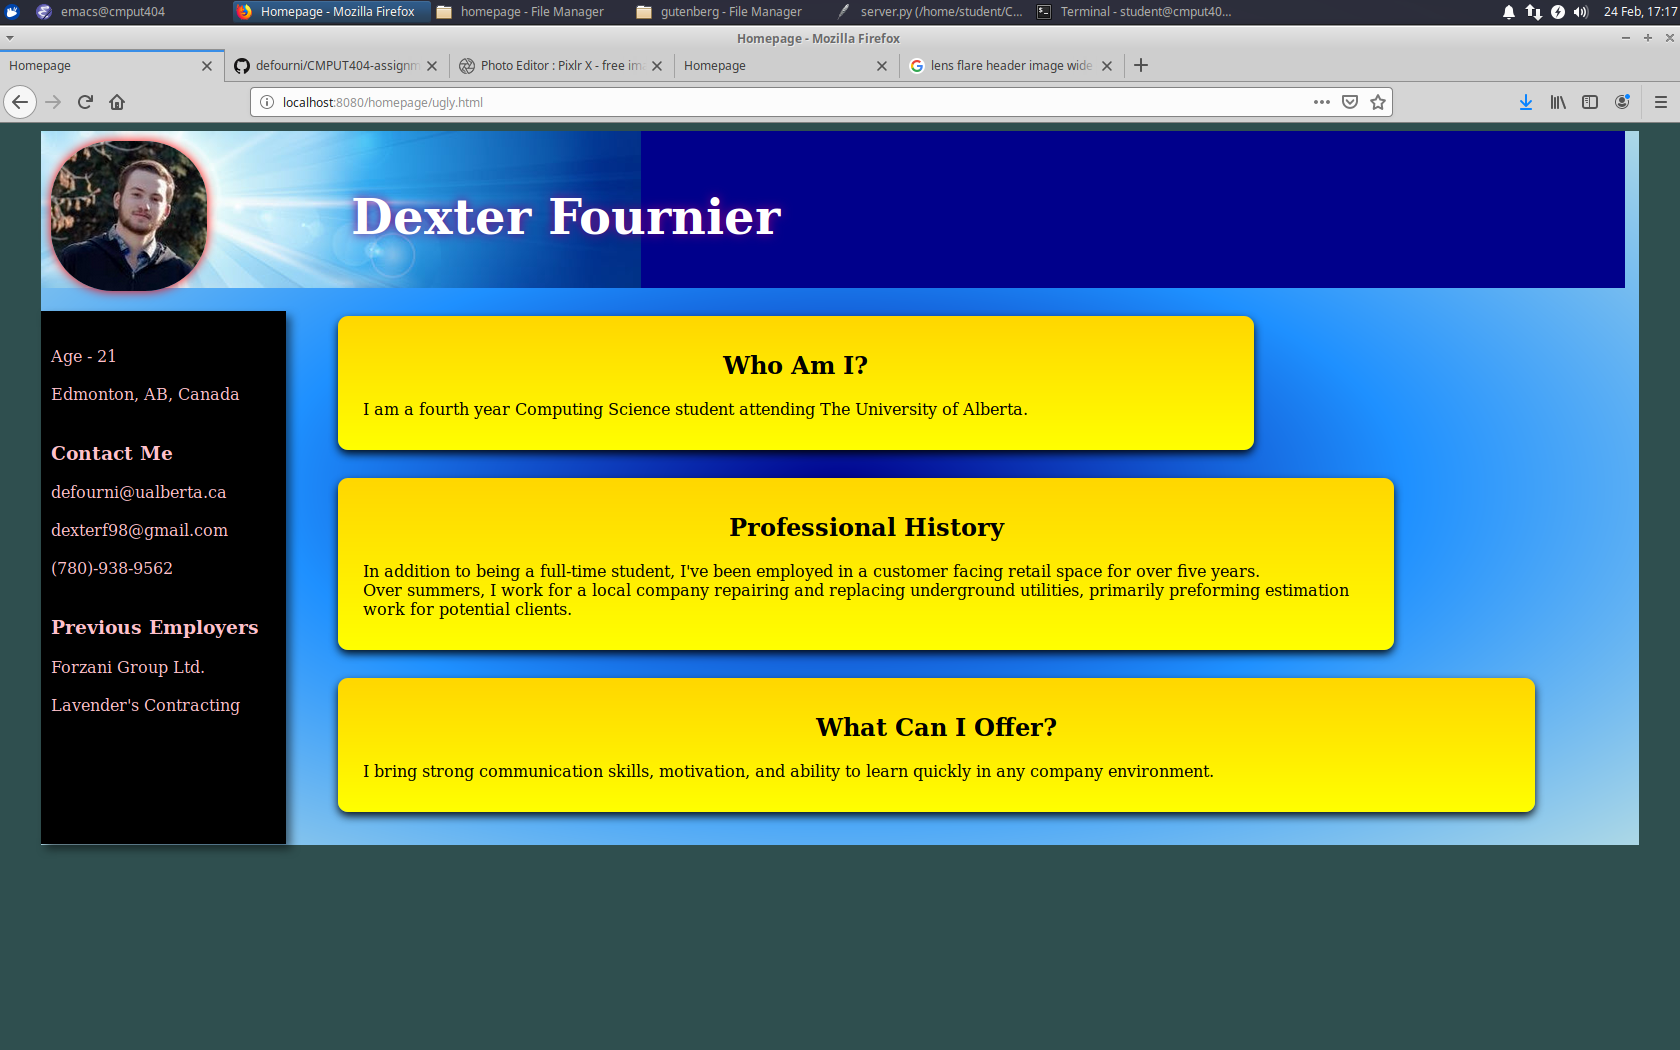 emacs@cmput404
Homepage - Mozilla Firefox
homepage - File Manager
gutenberg - File Manager
server.py (/home/student/C...
Terminal - student@cmput40...
24 Feb, 17:17
Homepage - Mozilla Firefox
Homepage
defourni/CMPUT404-assignm
Photo Editor : Pixlr X - free ima
Homepage
lens flare header image wide
localhost:8080/homepage/ugly.html
Dexter Fournier
Age - 21
Edmonton, AB, Canada
Contact Me
defourni@ualberta.ca
dexterf98@gmail.com
(780)-938-9562
Previous Employers
Forzani Group Ltd.
Lavender's Contracting
Who Am I?
I am a fourth year Computing Science student attending The University of Alberta.
Professional History
In addition to being a full-time student, I've been employed in a customer facing retail space for over five years.
Over summers, I work for a local company repairing and replacing underground utilities, primarily preforming estimation
work for potential clients.
What Can I Offer?
I bring strong communication skills, motivation, and ability to learn quickly in any company environment.